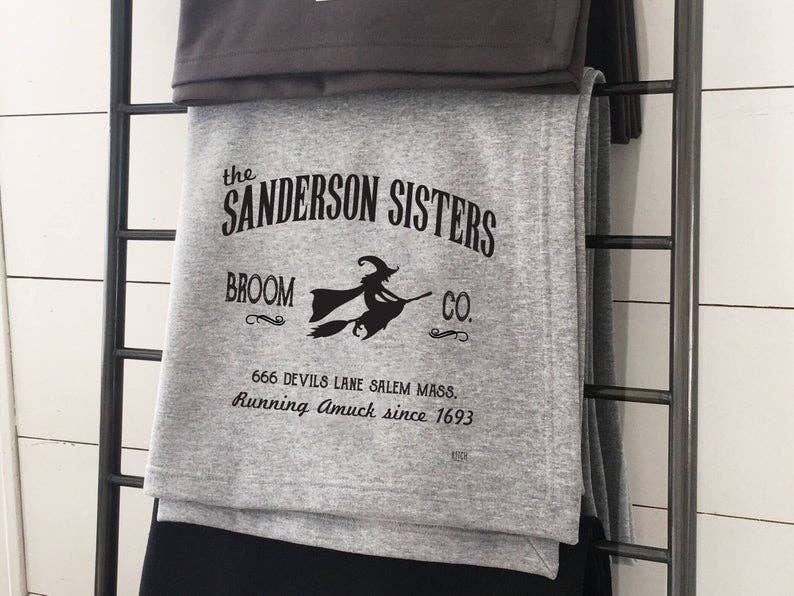 the
SANDERSON SISTERS
BROOM CO.
666 DEVILS LANE SALEM MASS.
Running Amuck since 1693